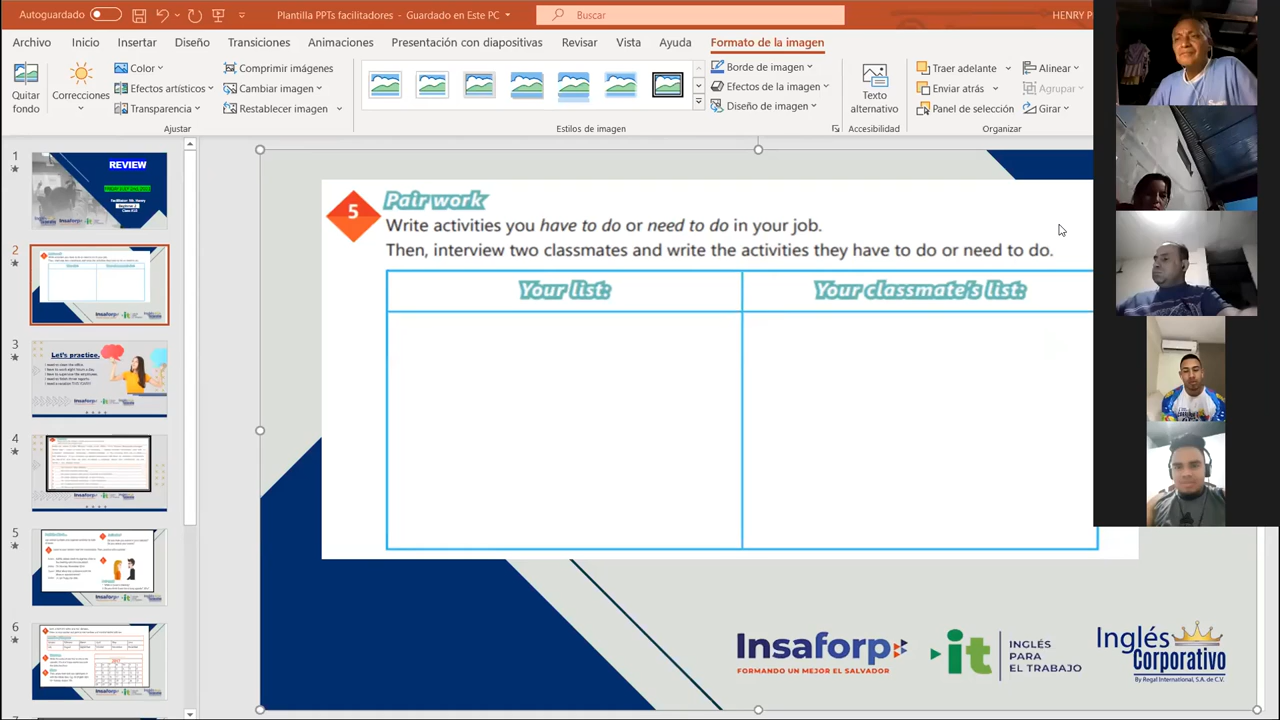 Autoguardado
Plantilla PPTs facilitadores - Guardado en Este PC
Buscar
HENRY P
Archivo Inicio Insertar Diseño Transiciones Animaciones Presentación con diapositivas Revisar Vista Ayuda Formato de la imagen
Quitar fondo
Correcciones
Color
Efectos artísticos
Transparencia
Comprimir imágenes
Cambiar imagen
Restablecer imagen
Ajustar
Estilos de imagen
Borde de imagen
Efectos de la imagen
Diseño de imagen
Texto alternativo
Accesibilidad
Traer adelante
Enviar atrás
Panel de selección
Alinear
Agrupar
Girar
Organizar
1
REVIEW
2
3
Let's practice.
4
5
6
5
Pair work
Write activities you have to do or need to do in your job.
Then, interview two classmates and write the activities they have to do or need to do.
Your list:
Your classmate's list:
Insaforp
FORMANDO UN MEJOR EL SALVADOR
it
INGLÉS
PARA
EL TRABAJO
Inglés
Corporativo
By Regal International, S.A. de C.V.